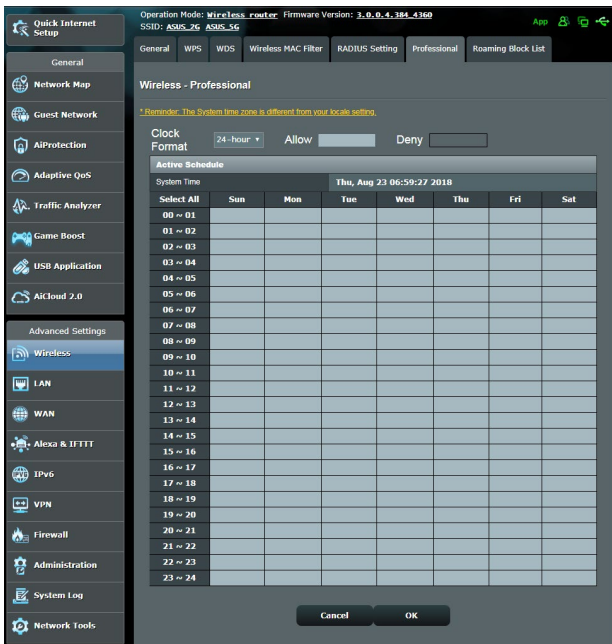 Quick Internet
Setup
General
Network Map
Guest Network
AiProtection
Adaptive QoS
Traffic Analyzer
Game Boost
USB Application
AiCloud 2.0
Advanced Settings
Wireless
LAN
WAN
Alexa & IFTTT
IPv6
VPN
Firewall
Administration
System Log
Network Tools
Operation Mode: Wireless router Firmware Version: 3.0.0.4.384_4360
SSID: ASUS_2G ASUS_5G
App
General WPS WDS Wireless MAC Filter RADIUS Setting Professional Roaming Block List
Wireless - Professional
* Reminder: The System time zone is different from your locale setting.
Clock
Format
24-hour Allow Deny
Active Schedule
System Time Thu, Aug 23 06:59:27 2018
Select All Sun Mon Tue Wed Thu Fri Sat
00 ~ 01
01 ~ 02
02 ~ 03
03 ~ 04
04 ~ 05
05 ~ 06
06 ~ 07
07 ~ 08
08 ~ 09
09 ~ 10
10 ~ 11
11 ~ 12
12 ~ 13
13 ~ 14
14 ~ 15
15 ~ 16
16 ~ 17
17 ~ 18
18 ~ 19
19 ~ 20
20 ~ 21
21 ~ 22
22 ~ 23
23 ~ 24
Cancel OK